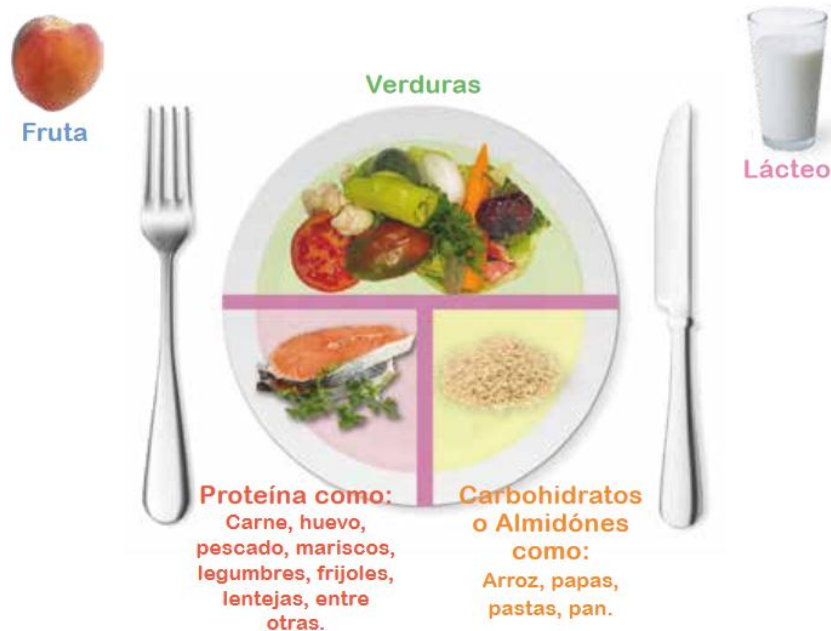 Verduras
Fruta
Lácteo
Proteína como:
Carne, huevo,
pescado, mariscos,
legumbres, frijoles,
lentejas, entre
otras.
Carbohidratos
o Almidónes
como:
Arroz, papas,
pastas, pan.